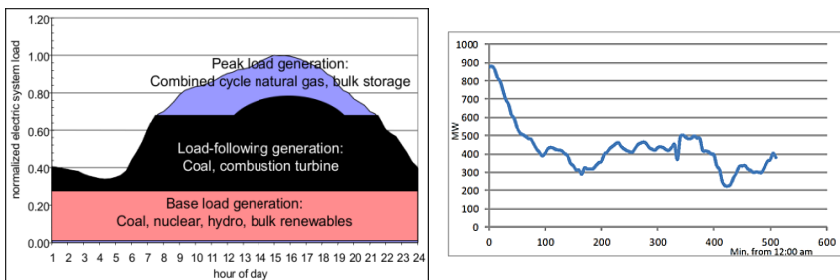 normalized electric system load
1.20
1.00
0.80
0.60
0.40
0.20
0.00
Peak load generation:
Combined cycle natural gas, bulk storage
Load-following generation:
Coal, combustion turbine
Base load generation:
Coal, nuclear, hydro, bulk renewables
1 2 3 4 5 6 7 8 9 10 11 12 13 14 15 16 17 18 19 20 21 22 23 24
hour of day
MW
1000
900
800
700
600
500
400
300
200
100
0
0 100 200 300 400 500 600
Min. from 12:00 am